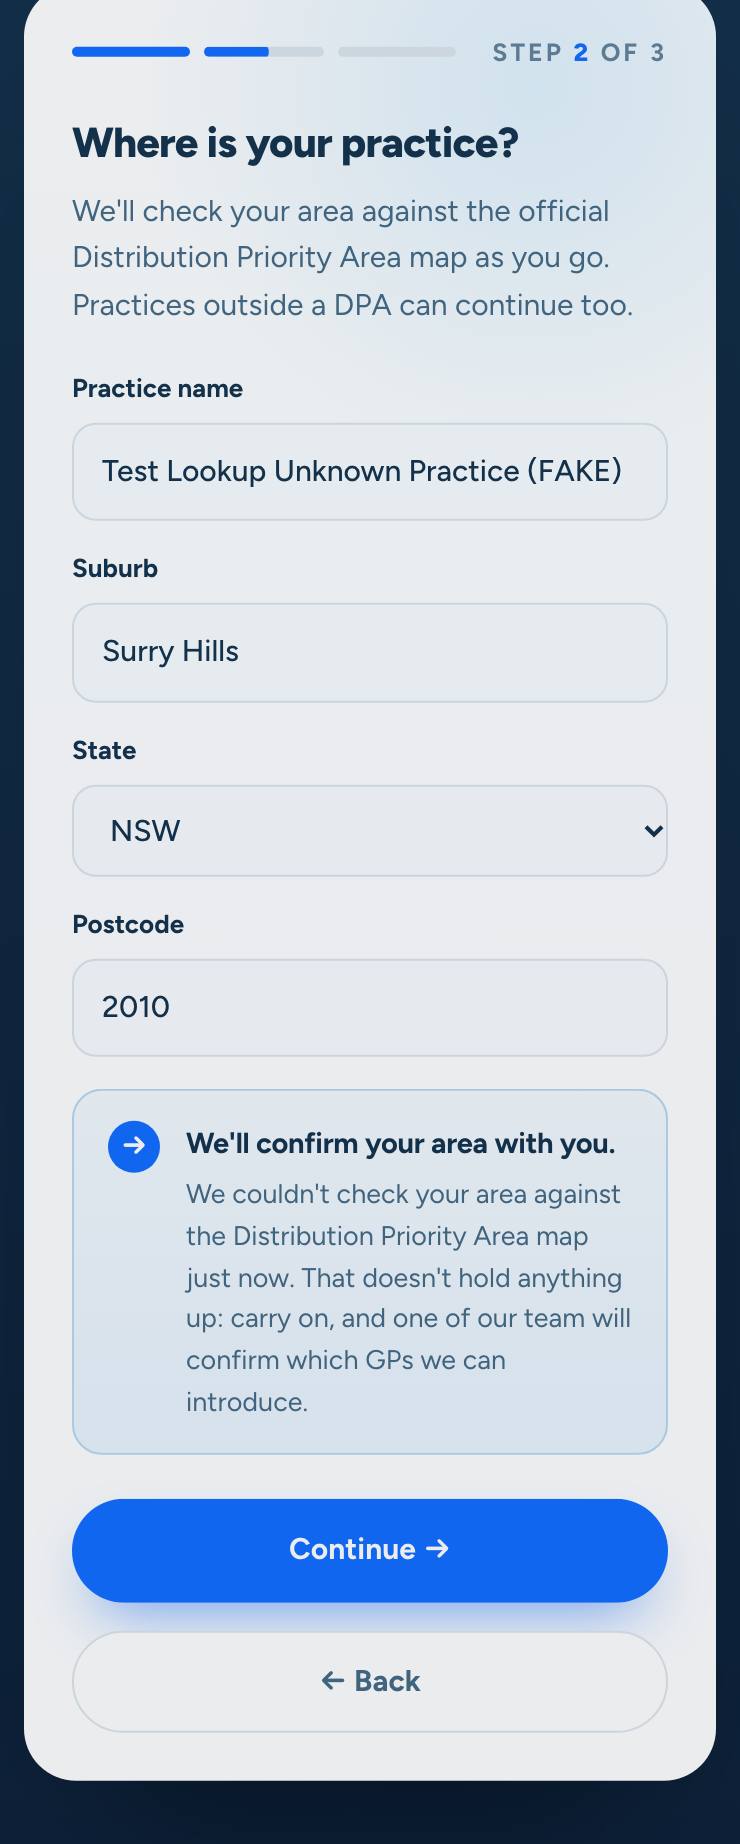 STEP 2 OF 3
Where is your practice?
We'll check your area against the official
Distribution Priority Area map as you go.
Practices outside a DPA can continue too.
Practice name
Test Lookup Unknown Practice (FAKE)
Suburb
Surry Hills
State
NSW
Postcode
2010
We'll confirm your area with you.
We couldn't check your area against
the Distribution Priority Area map
just now. That doesn't hold anything
up: carry on, and one of our team will
confirm which GPs we can
introduce.
Continue →
← Back